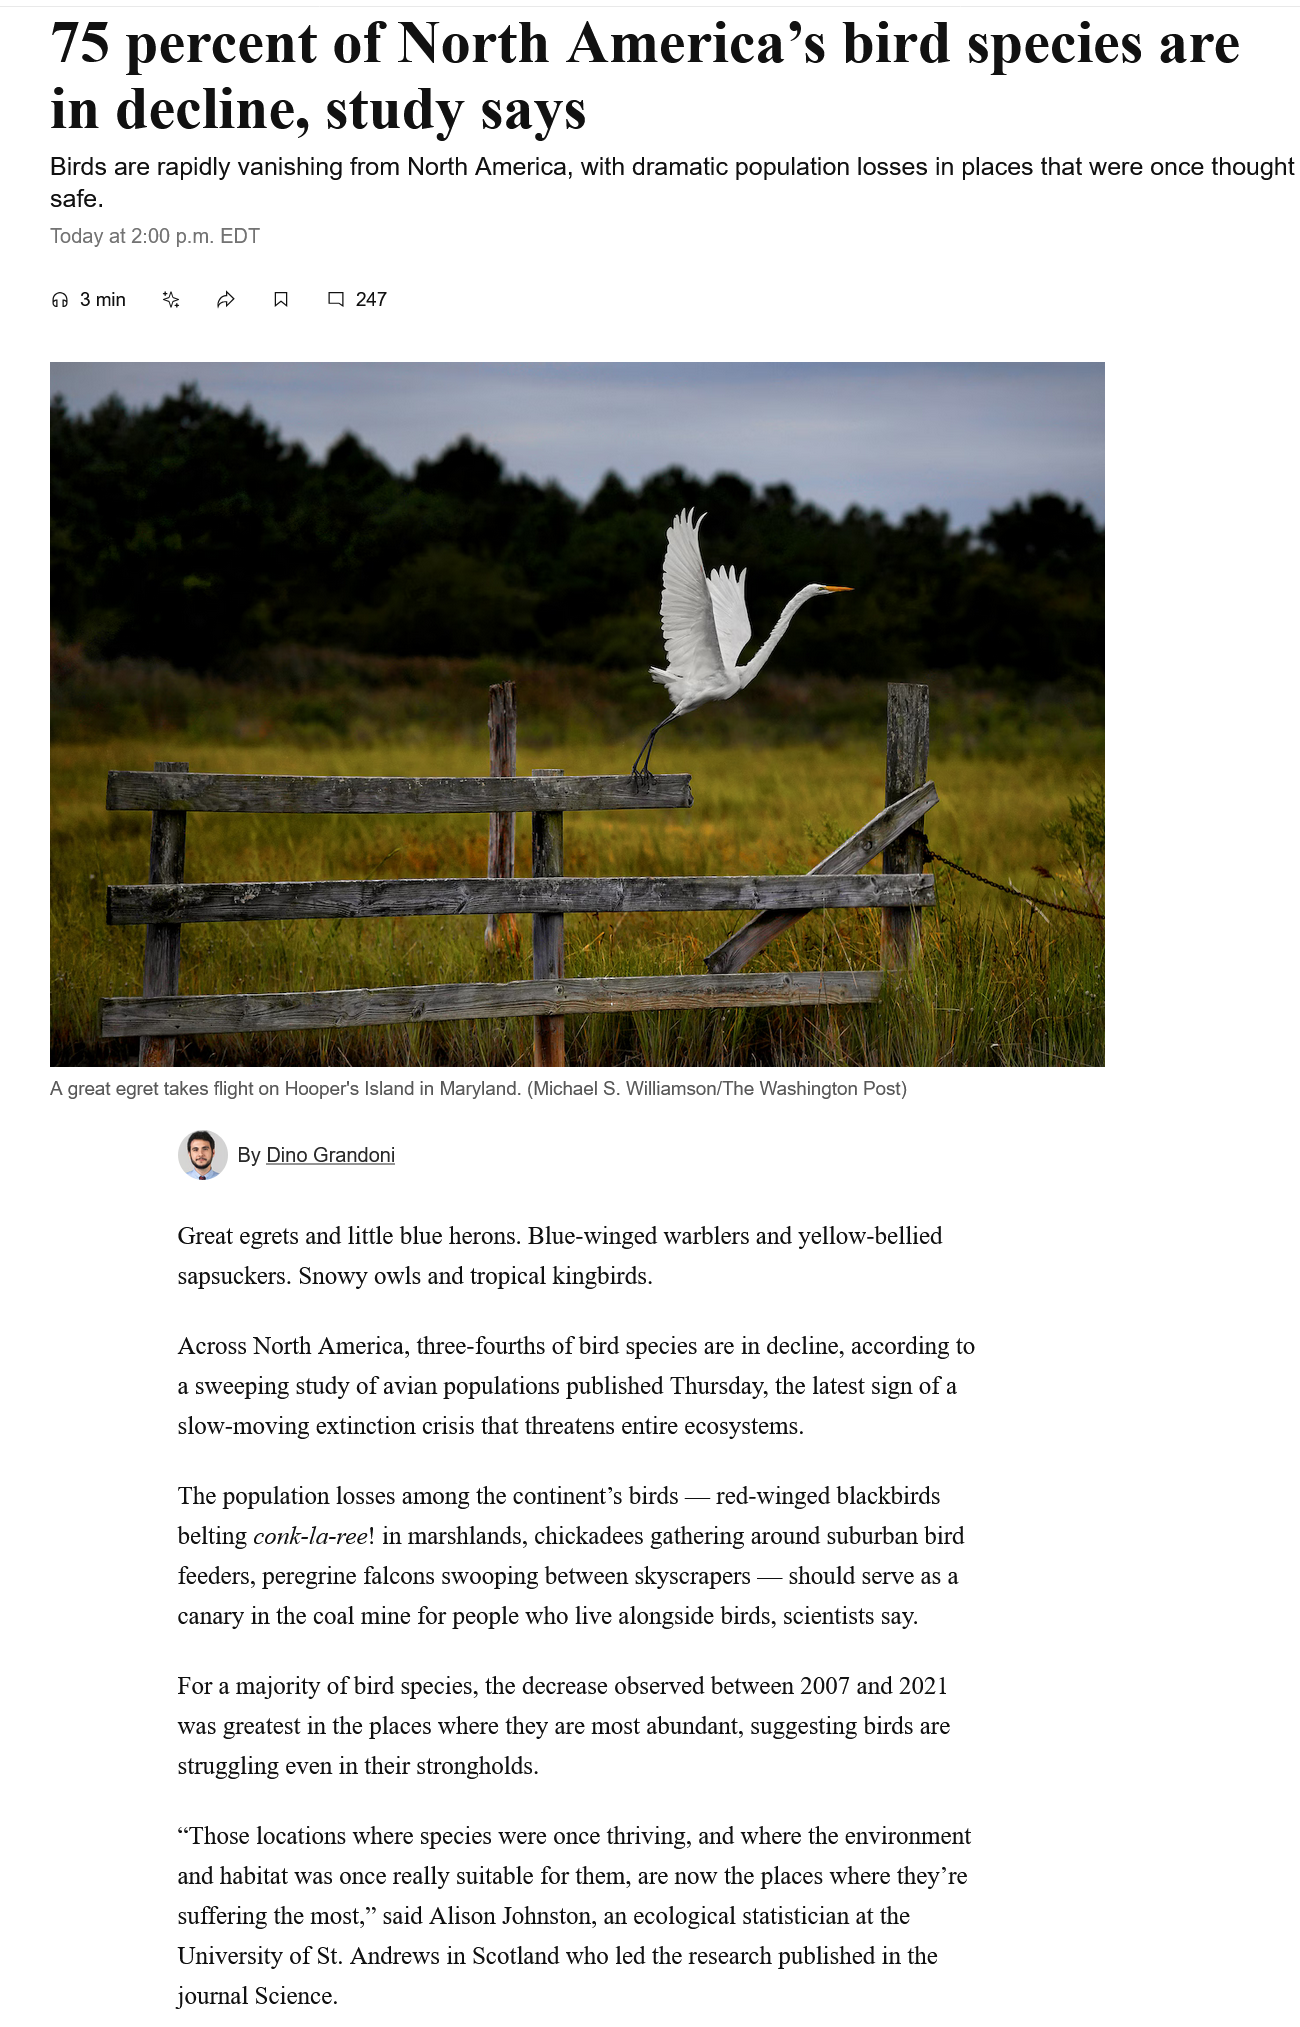 75 percent of North America’s bird species are
in decline, study says
Birds are rapidly vanishing from North America, with dramatic population losses in places that were once thought
safe.
Today at 2:00 p.m. EDT
3 min 247
A great egret takes flight on Hooper's Island in Maryland. (Michael S. Williamson/The Washington Post)
By Dino Grandoni
Great egrets and little blue herons. Blue-winged warblers and yellow-bellied
sapsuckers. Snowy owls and tropical kingbirds.
Across North America, three-fourths of bird species are in decline, according to
a sweeping study of avian populations published Thursday, the latest sign of a
slow-moving extinction crisis that threatens entire ecosystems.
The population losses among the continent’s birds — red-winged blackbirds
belting conk-la-ree! in marshlands, chickadees gathering around suburban bird
feeders, peregrine falcons swooping between skyscrapers — should serve as a
canary in the coal mine for people who live alongside birds, scientists say.
For a majority of bird species, the decrease observed between 2007 and 2021
was greatest in the places where they are most abundant, suggesting birds are
struggling even in their strongholds.
“Those locations where species were once thriving, and where the environment
and habitat was once really suitable for them, are now the places where they’re
suffering the most,” said Alison Johnston, an ecological statistician at the
University of St. Andrews in Scotland who led the research published in the
journal Science.